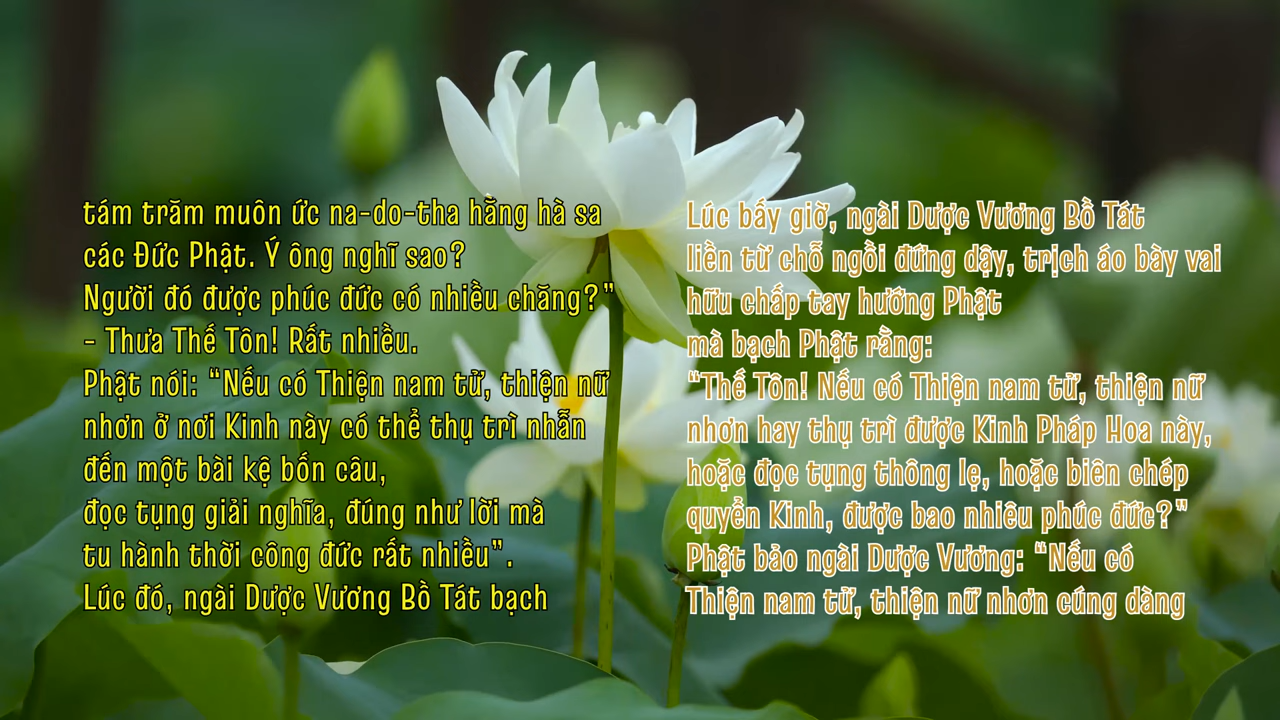 tám trăm muôn ức na-do-tha hằng hà sa
các Đức Phật. Ý ông nghĩ sao?
Người đó được phúc đức có nhiều chăng?”
- Thưa Thế Tôn! Rất nhiều.
Phật nói: “Nếu có Thiện nam tử, thiện nữ
nhơn ở nơi Kinh này có thể thụ trì nhẫn
đến một bài kệ bốn câu,
đọc tụng giải nghĩa, đúng như lời mà
tu hành thời công đức rất nhiều”.
Lúc đó, ngài Dược Vương Bồ Tát bạch
Lúc bấy giờ, ngài Dược Vương Bồ Tát
liền từ chỗ ngồi đứng dậy, trịch áo bày vai
hữu chấp tay hướng Phật
mà bạch Phật rằng:
“Thế Tôn! Nếu có Thiện nam tử, thiện nữ
nhơn hay thụ trì được Kinh Pháp Hoa này,
hoặc đọc tụng thông lẹ, hoặc biên chép
quyển Kinh, được bao nhiêu phúc đức?”
Phật bảo ngài Dược Vương: “Nếu có
Thiện nam tử, thiện nữ nhơn cúng dàng